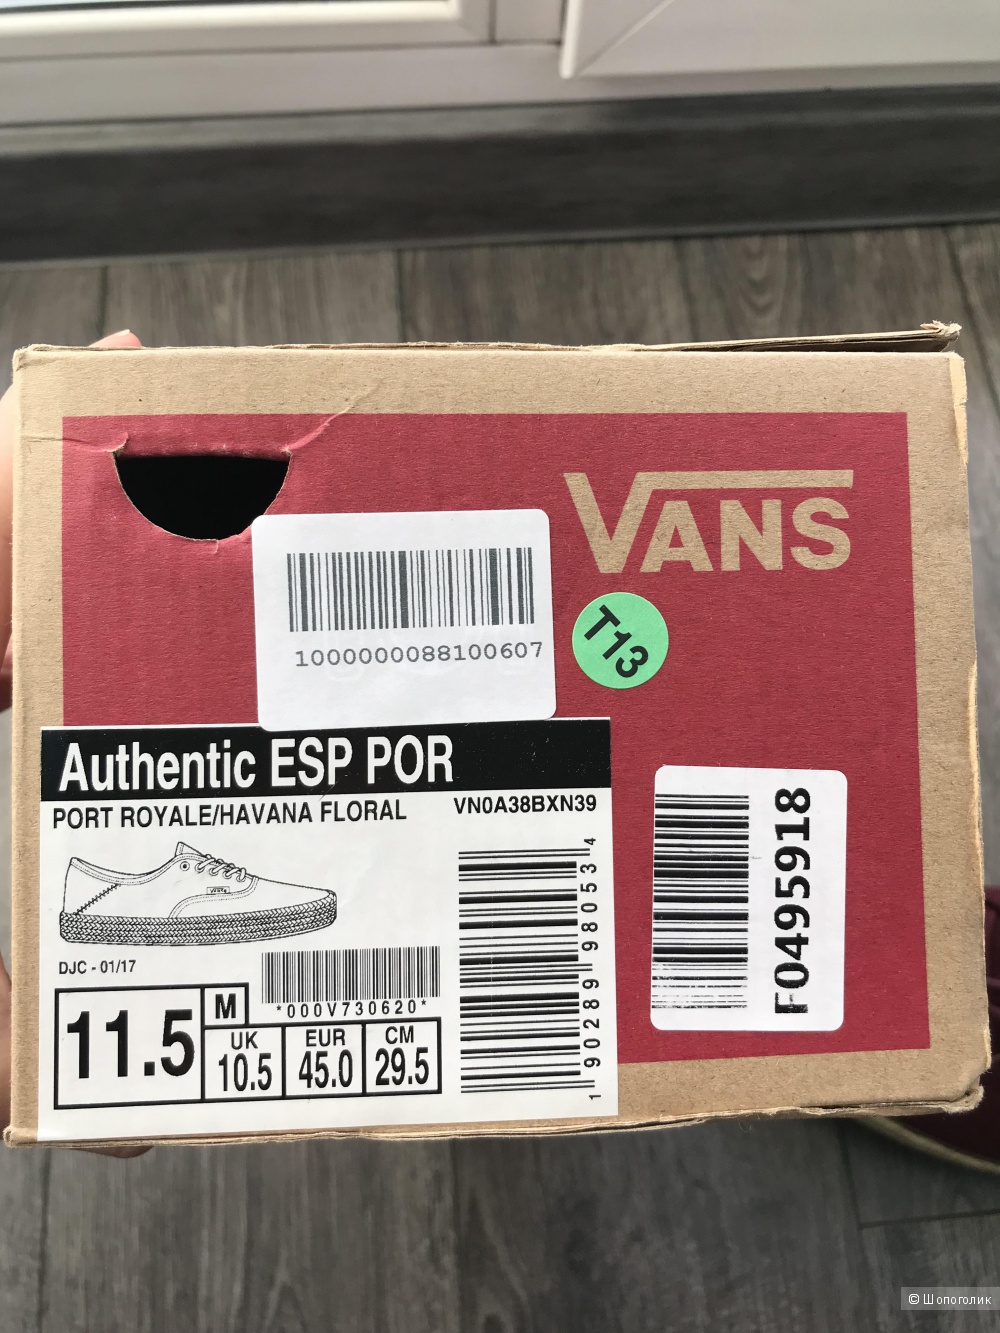 VANS
1000000088100607
T13
Authentic ESP POR
PORT ROYALE/HAVANA FLORAL
VN0A38BXN39
VANS
DJC - 01/17
*000V730620*
11.5
M
UK
10.5
EUR
45.0
CM
29.5
1 90289 98053 4
F0495918
© Шопоголик